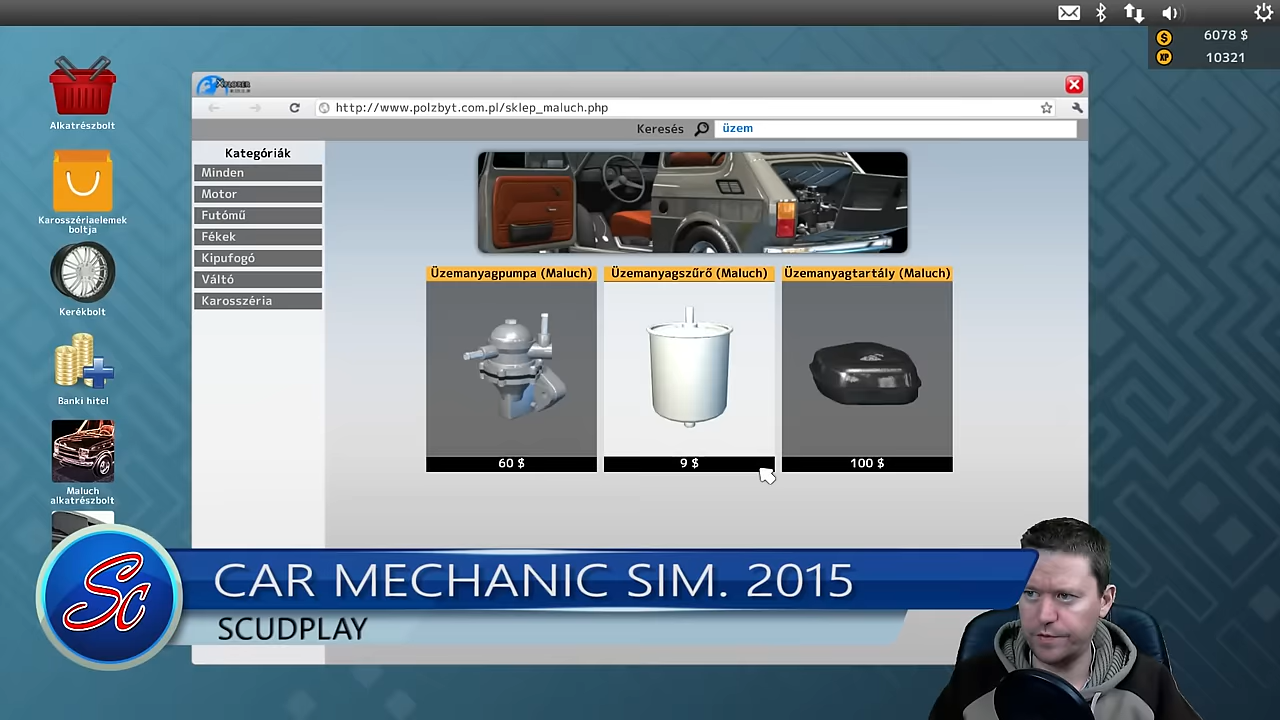 6078 $
10321
Alkatrészbolt
Karosszériaelemek
boltja
Kerékbolt
Banki hitel
Maluch
alkatrészbolt
http://www.polzbyt.com.pl/sklep_maluch.php
Keresés
üzem
Kategóriák
Minden
Motor
Futómű
Fékek
Kipufogó
Váltó
Karosszéria
Üzemanyagpumpa (Maluch)
Üzemanyagszűrő (Maluch)
Üzemanyagtartály (Maluch)
60 $
9 $
100 $
Sc
CAR MECHANIC SIM. 2015
SCUDPLAY